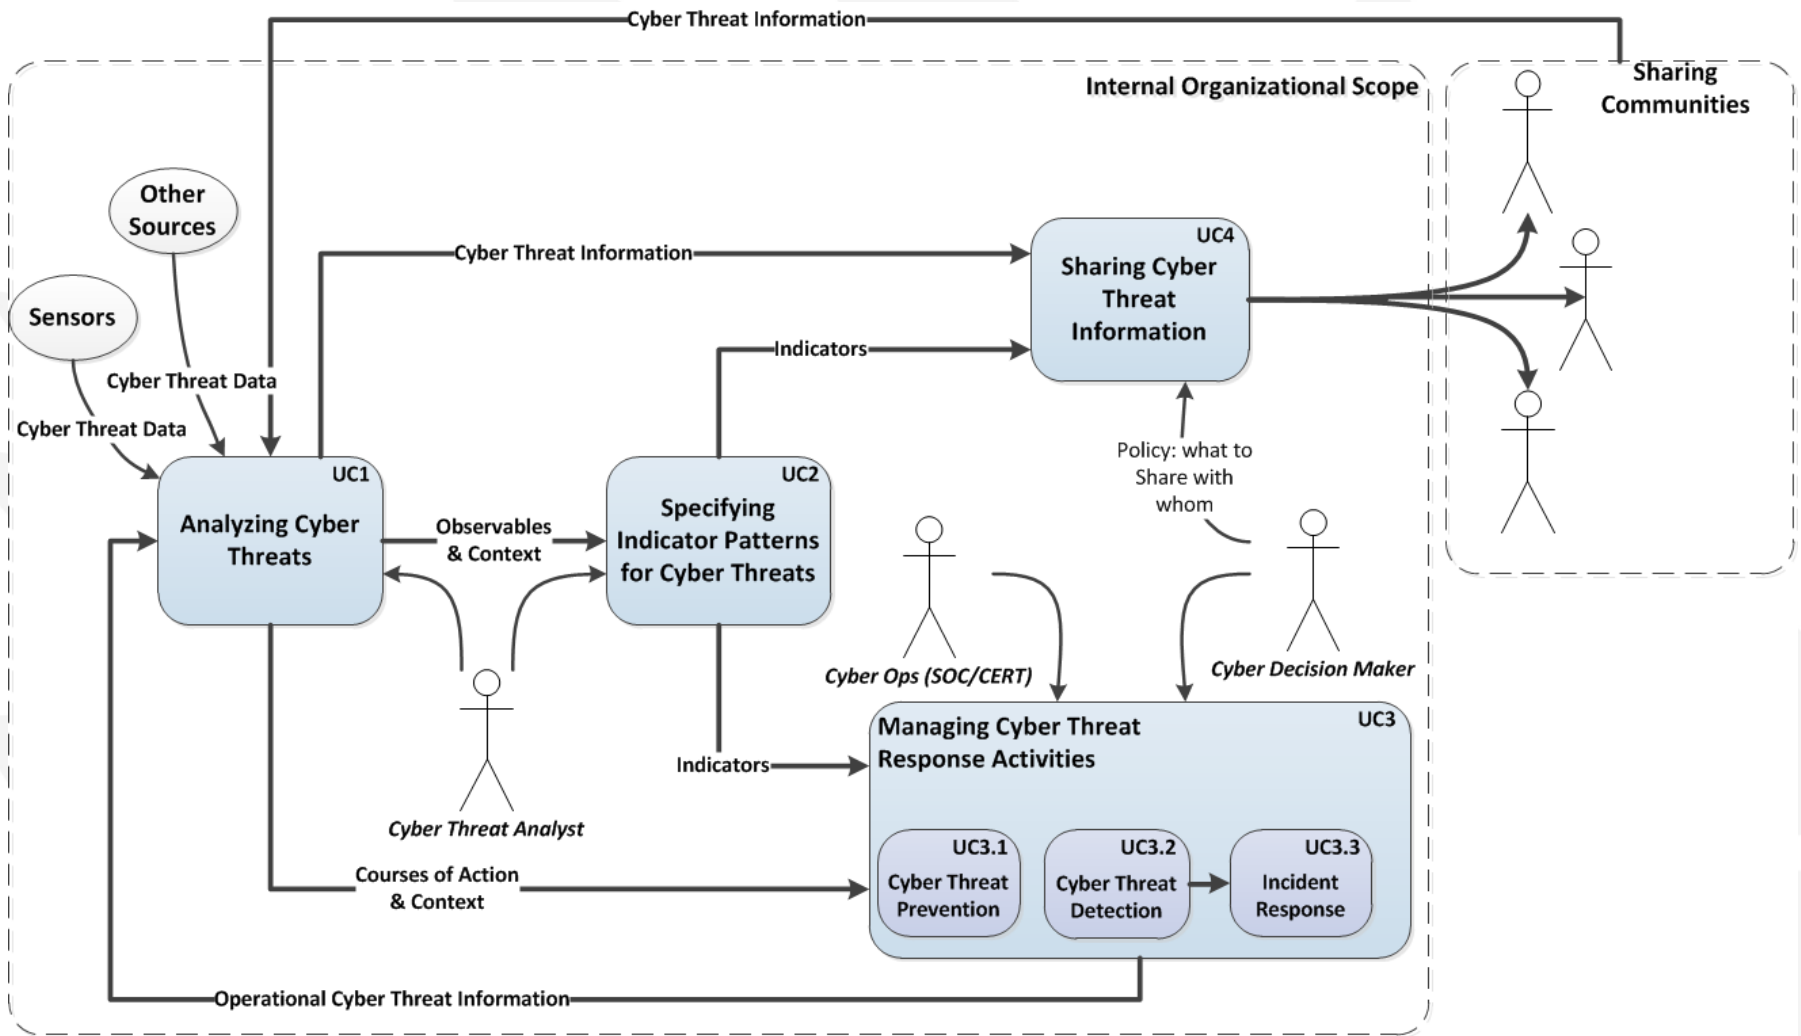 Cyber Threat Information
Internal Organizational Scope
Sharing
Communities
Other
Sources
Sensors
Cyber Threat Data
Cyber Threat Data
Cyber Threat Information
UC4
Sharing Cyber
Threat
Information
Indicators
Policy: what to
Share with
whom
UC1
Analyzing Cyber
Threats
Observables
& Context
UC2
Specifying
Indicator Patterns
for Cyber Threats
Cyber Ops (SOC/CERT)
Cyber Decision Maker
Cyber Threat Analyst
Indicators
UC3
Managing Cyber Threat
Response Activities
UC3.1
Cyber Threat
Prevention
UC3.2
Cyber Threat
Detection
UC3.3
Incident
Response
Courses of Action
& Context
Operational Cyber Threat Information